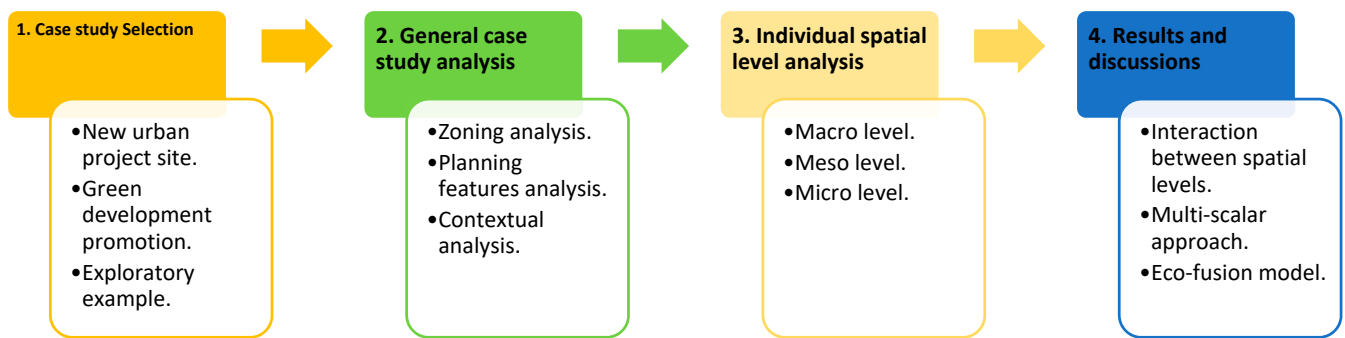 1. Case study Selection
•New urban
project site.
•Green
development
promotion.
•Exploratory
example.
2. General case
study analysis
•Zoning analysis.
•Planning
features analysis.
•Contextual
analysis.
3. Individual spatial
level analysis
•Macro level.
•Meso level.
•Micro level.
4. Results and
discussions
•Interaction
between spatial
levels.
•Multi-scalar
approach.
•Eco-fusion model.